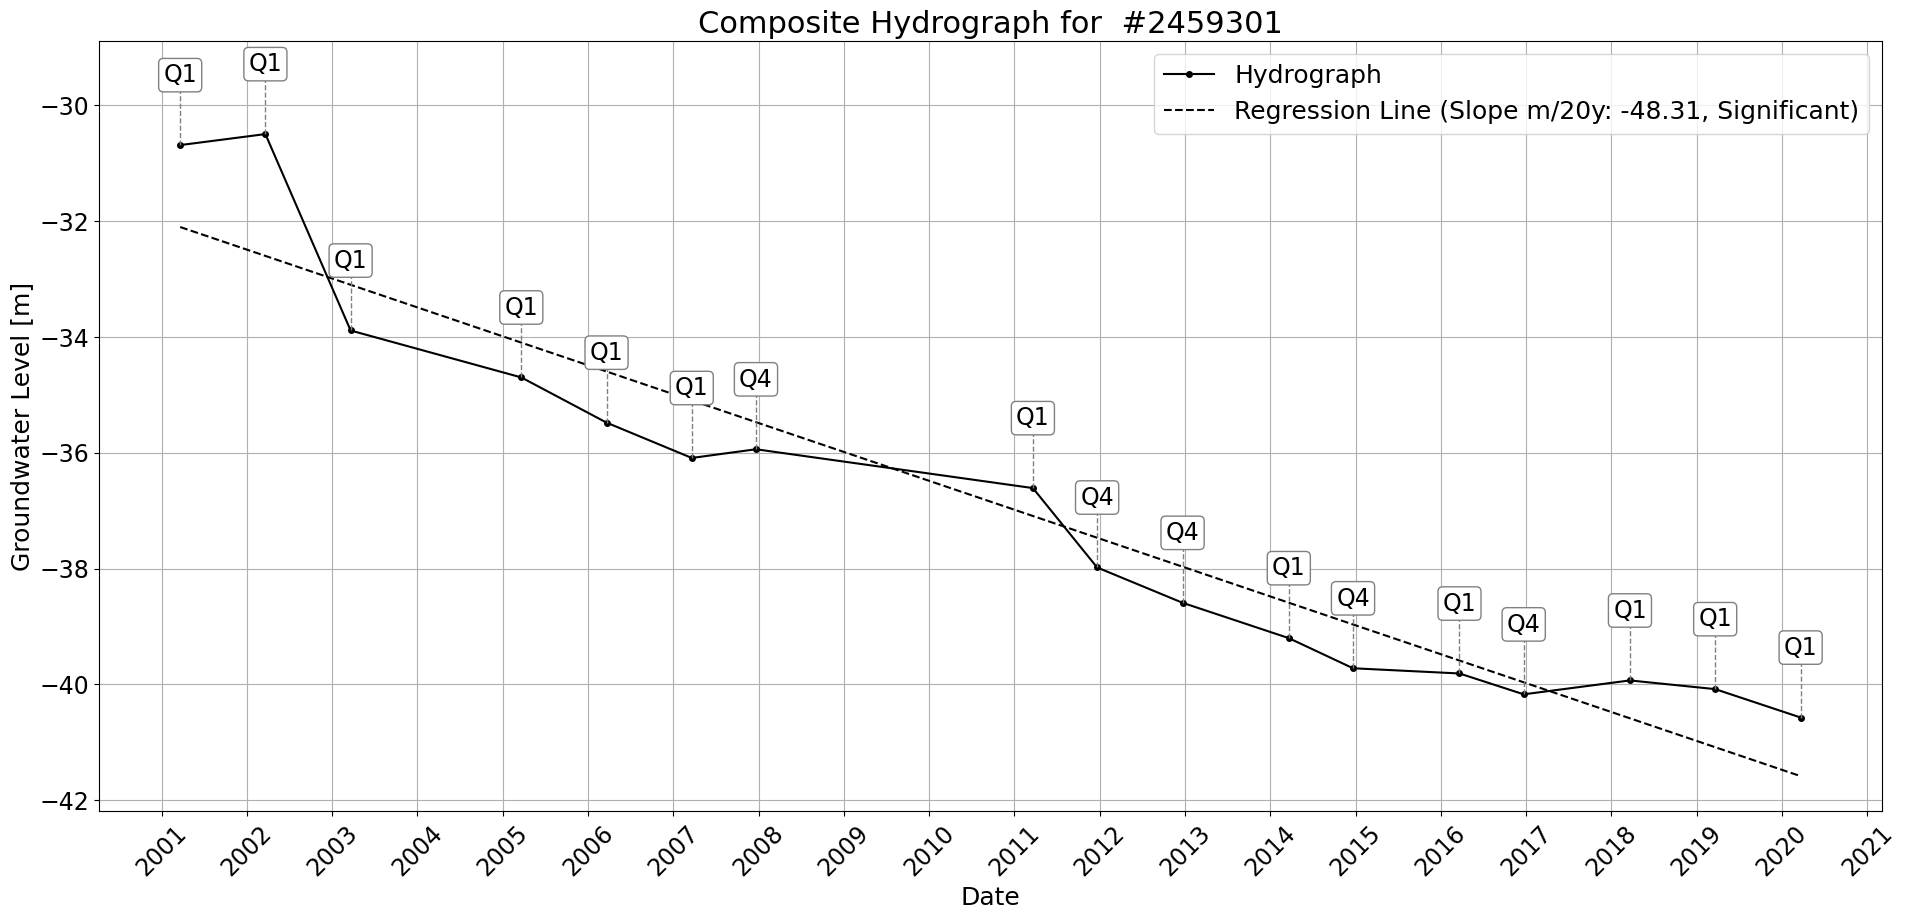 Composite Hydrograph for  #2459301
Hydrograph
Regression Line (Slope m/20y: -48.31, Significant)
Groundwater Level [m]
−30
−32
−34
−36
−38
−40
−42
Q1
Q1
Q1
Q1
Q1
Q1
Q4
Q1
Q4
Q4
Q1
Q4
Q1
Q4
Q1
Q1
Q1
2001
2002
2003
2004
2005
2006
2007
2008
2009
2010
2011
2012
2013
2014
2015
2016
2017
2018
2019
2020
2021
Date